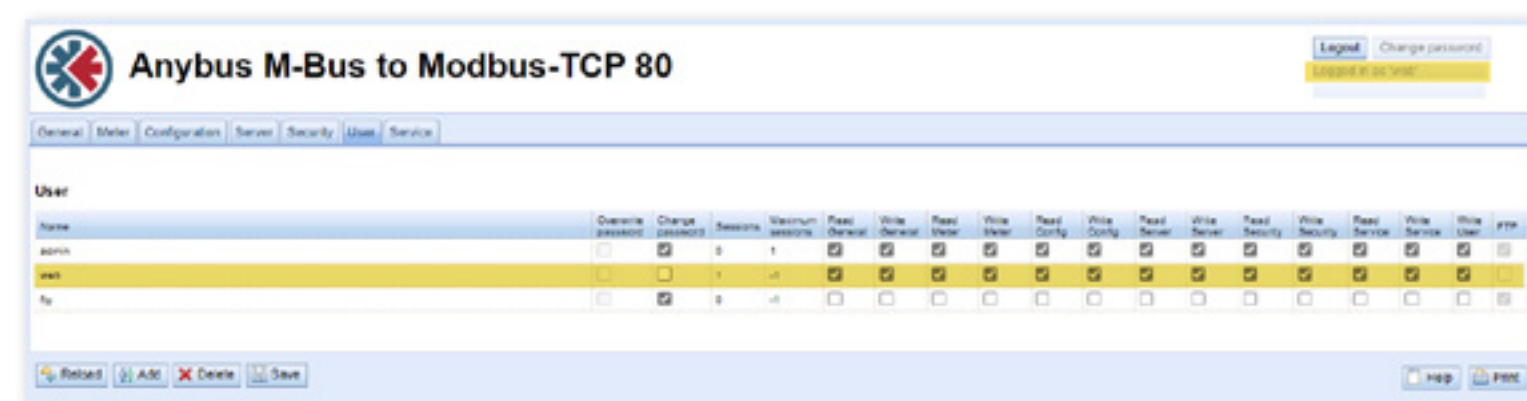 Anybus M-Bus to Modbus-TCP 80
Logout Change password
Logged in as 'web'
General Meter Configuration Server Security User Service
User
Name Overwrite password Change password Sessions Maximum sessions Read General Write General Read Meter Write Meter Read Config Write Config Read Server Write Server Read Security Write Security Read Service Write Service Write User FTP
admin 0 1
web 1 -1
ftp 0 -1
Reload Add Delete Save Help Print